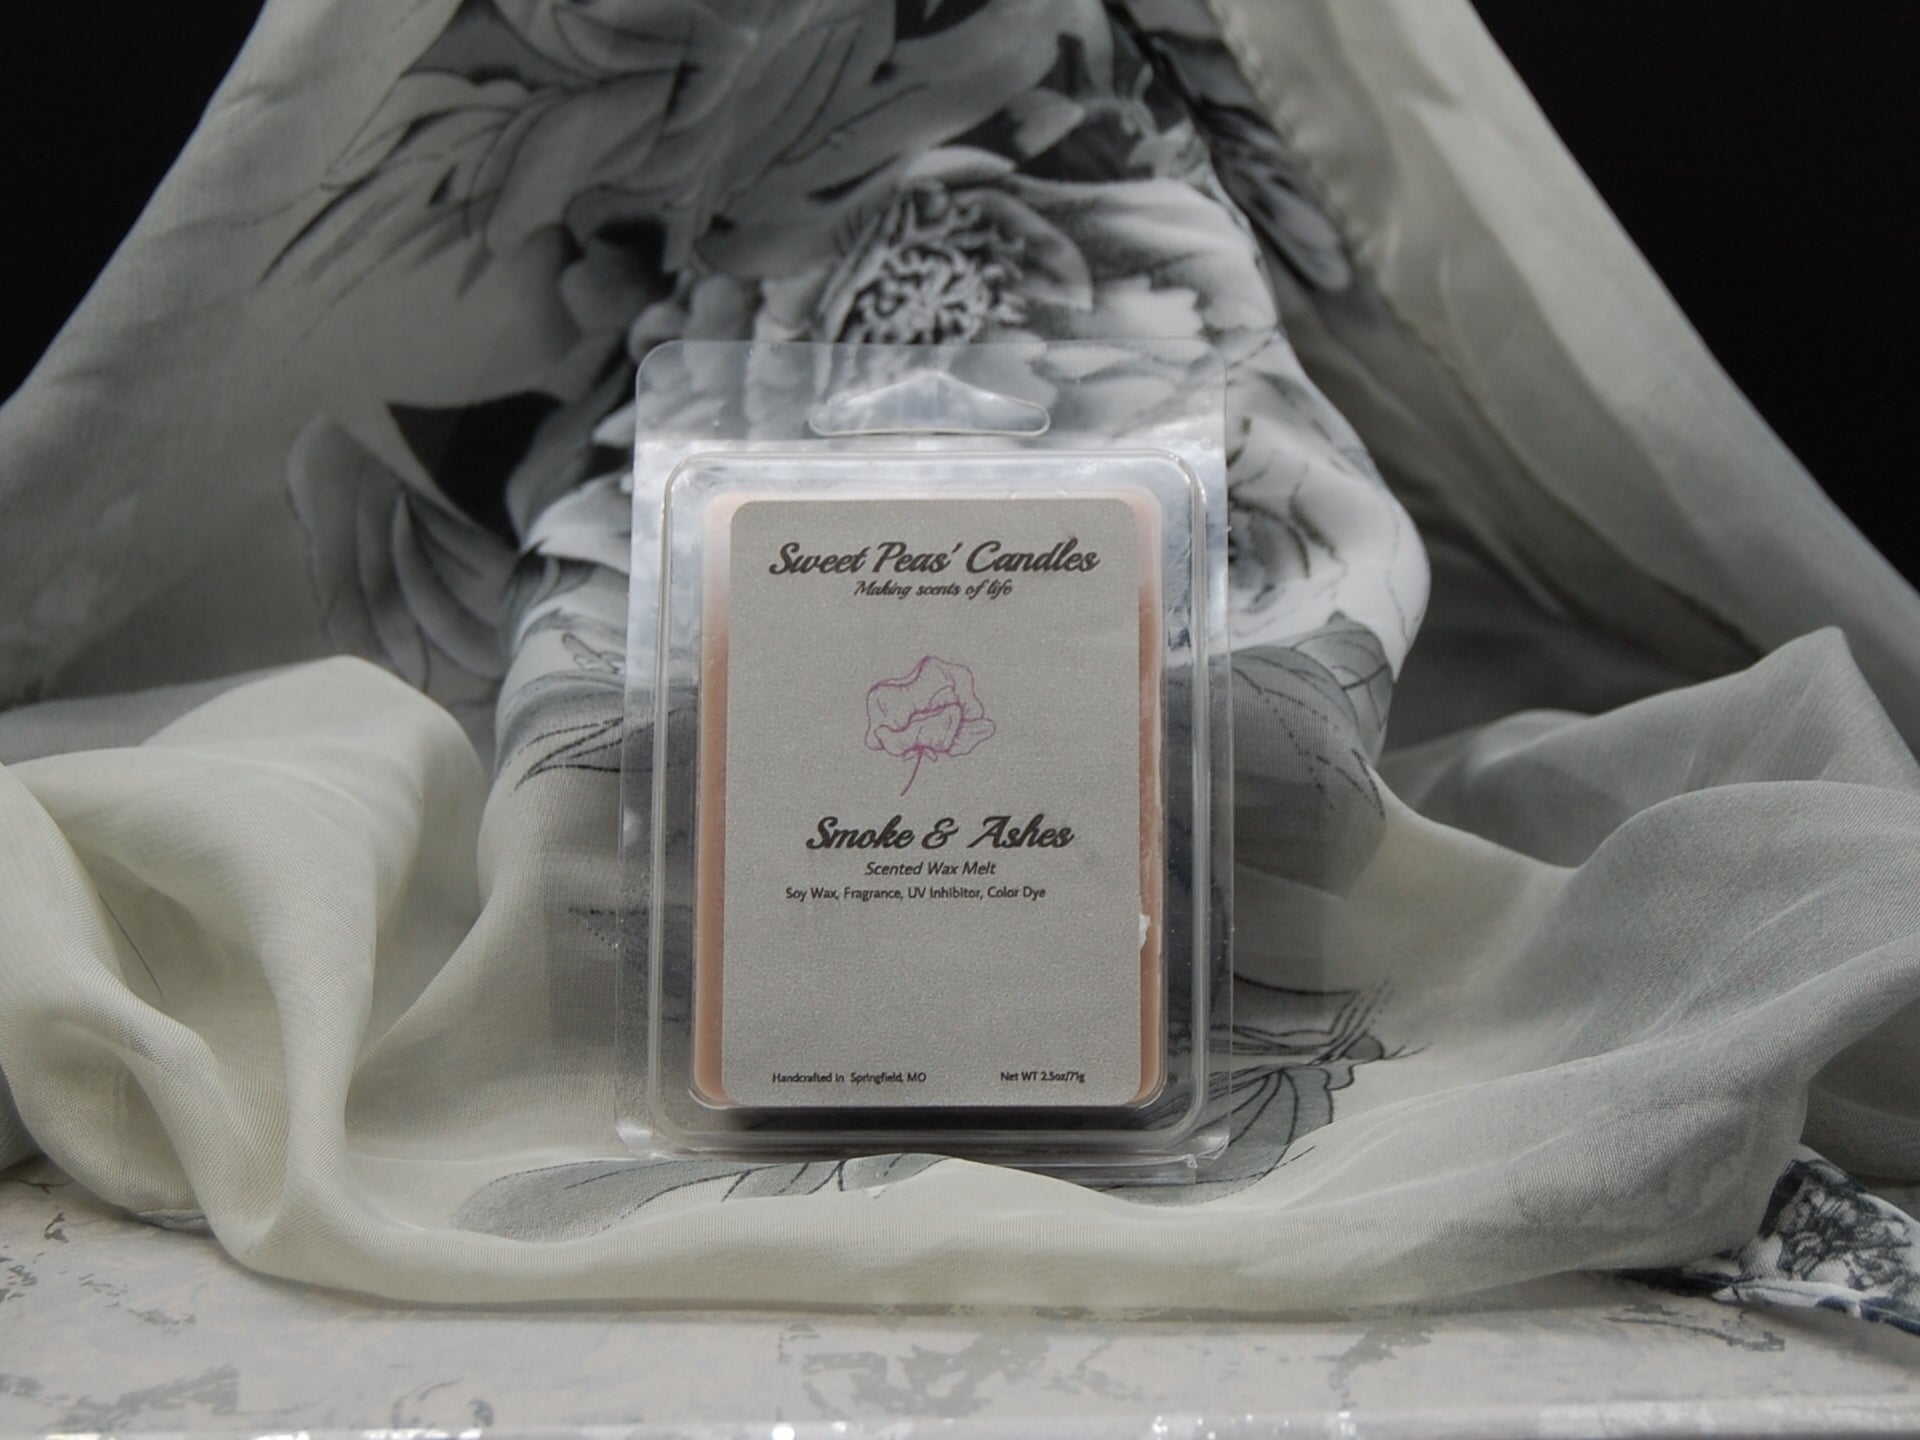 Sweet Peas' Candles
Making scents of life
Smoke & Ashes
Scented Wax Melt
Soy Wax, Fragrance, UV Inhibitor, Color Dye
Handcrafted in Springfield, MO
Net WT 2.5oz/71g